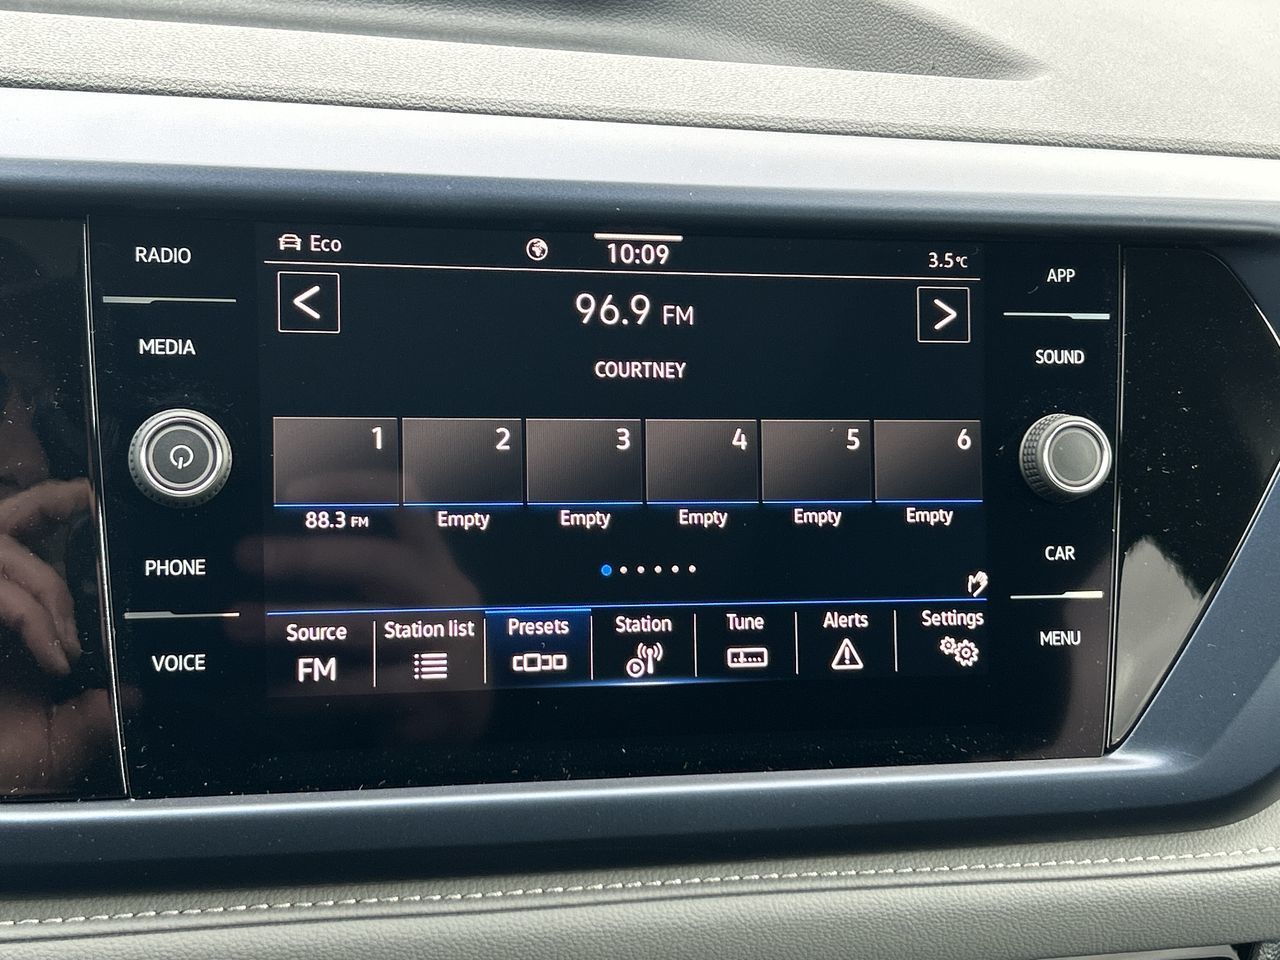 RADIO
MEDIA
PHONE
VOICE
Eco 10:09 3.5°C
< 96.9 FM >
COURTNEY
1 2 3 4 5 6
88.3 FM Empty Empty Empty Empty Empty
Source Station list Presets Station Tune Alerts Settings
FM
APP
SOUND
CAR
MENU